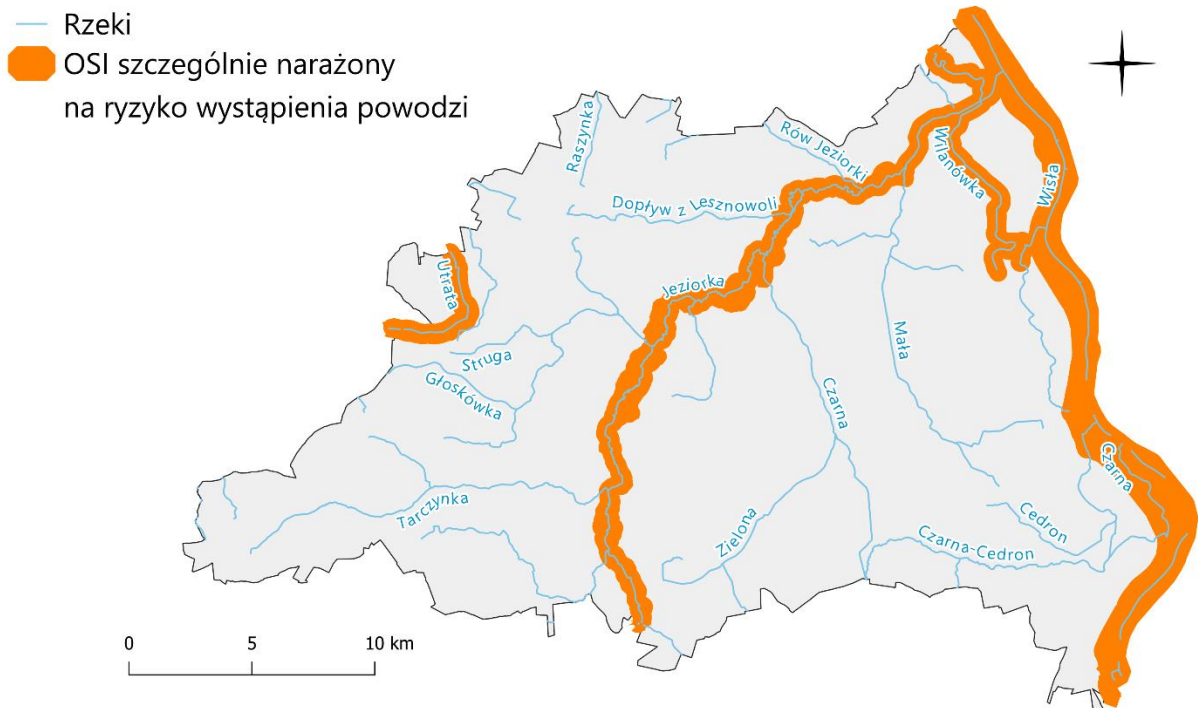 Rzeki
OSI szczególnie narażony
na ryzyko wystąpienia powodzi
Raszynka
Rów Jeziorki
Wilanówka
Wisła
Dopływ z Lesznowoli
Utrata
Jeziorka
Struga
Głoskówka
Mała
Czarna
Czarna
Tarczynka
Zielona
Cedron
Czarna-Cedron
0 5 10 km